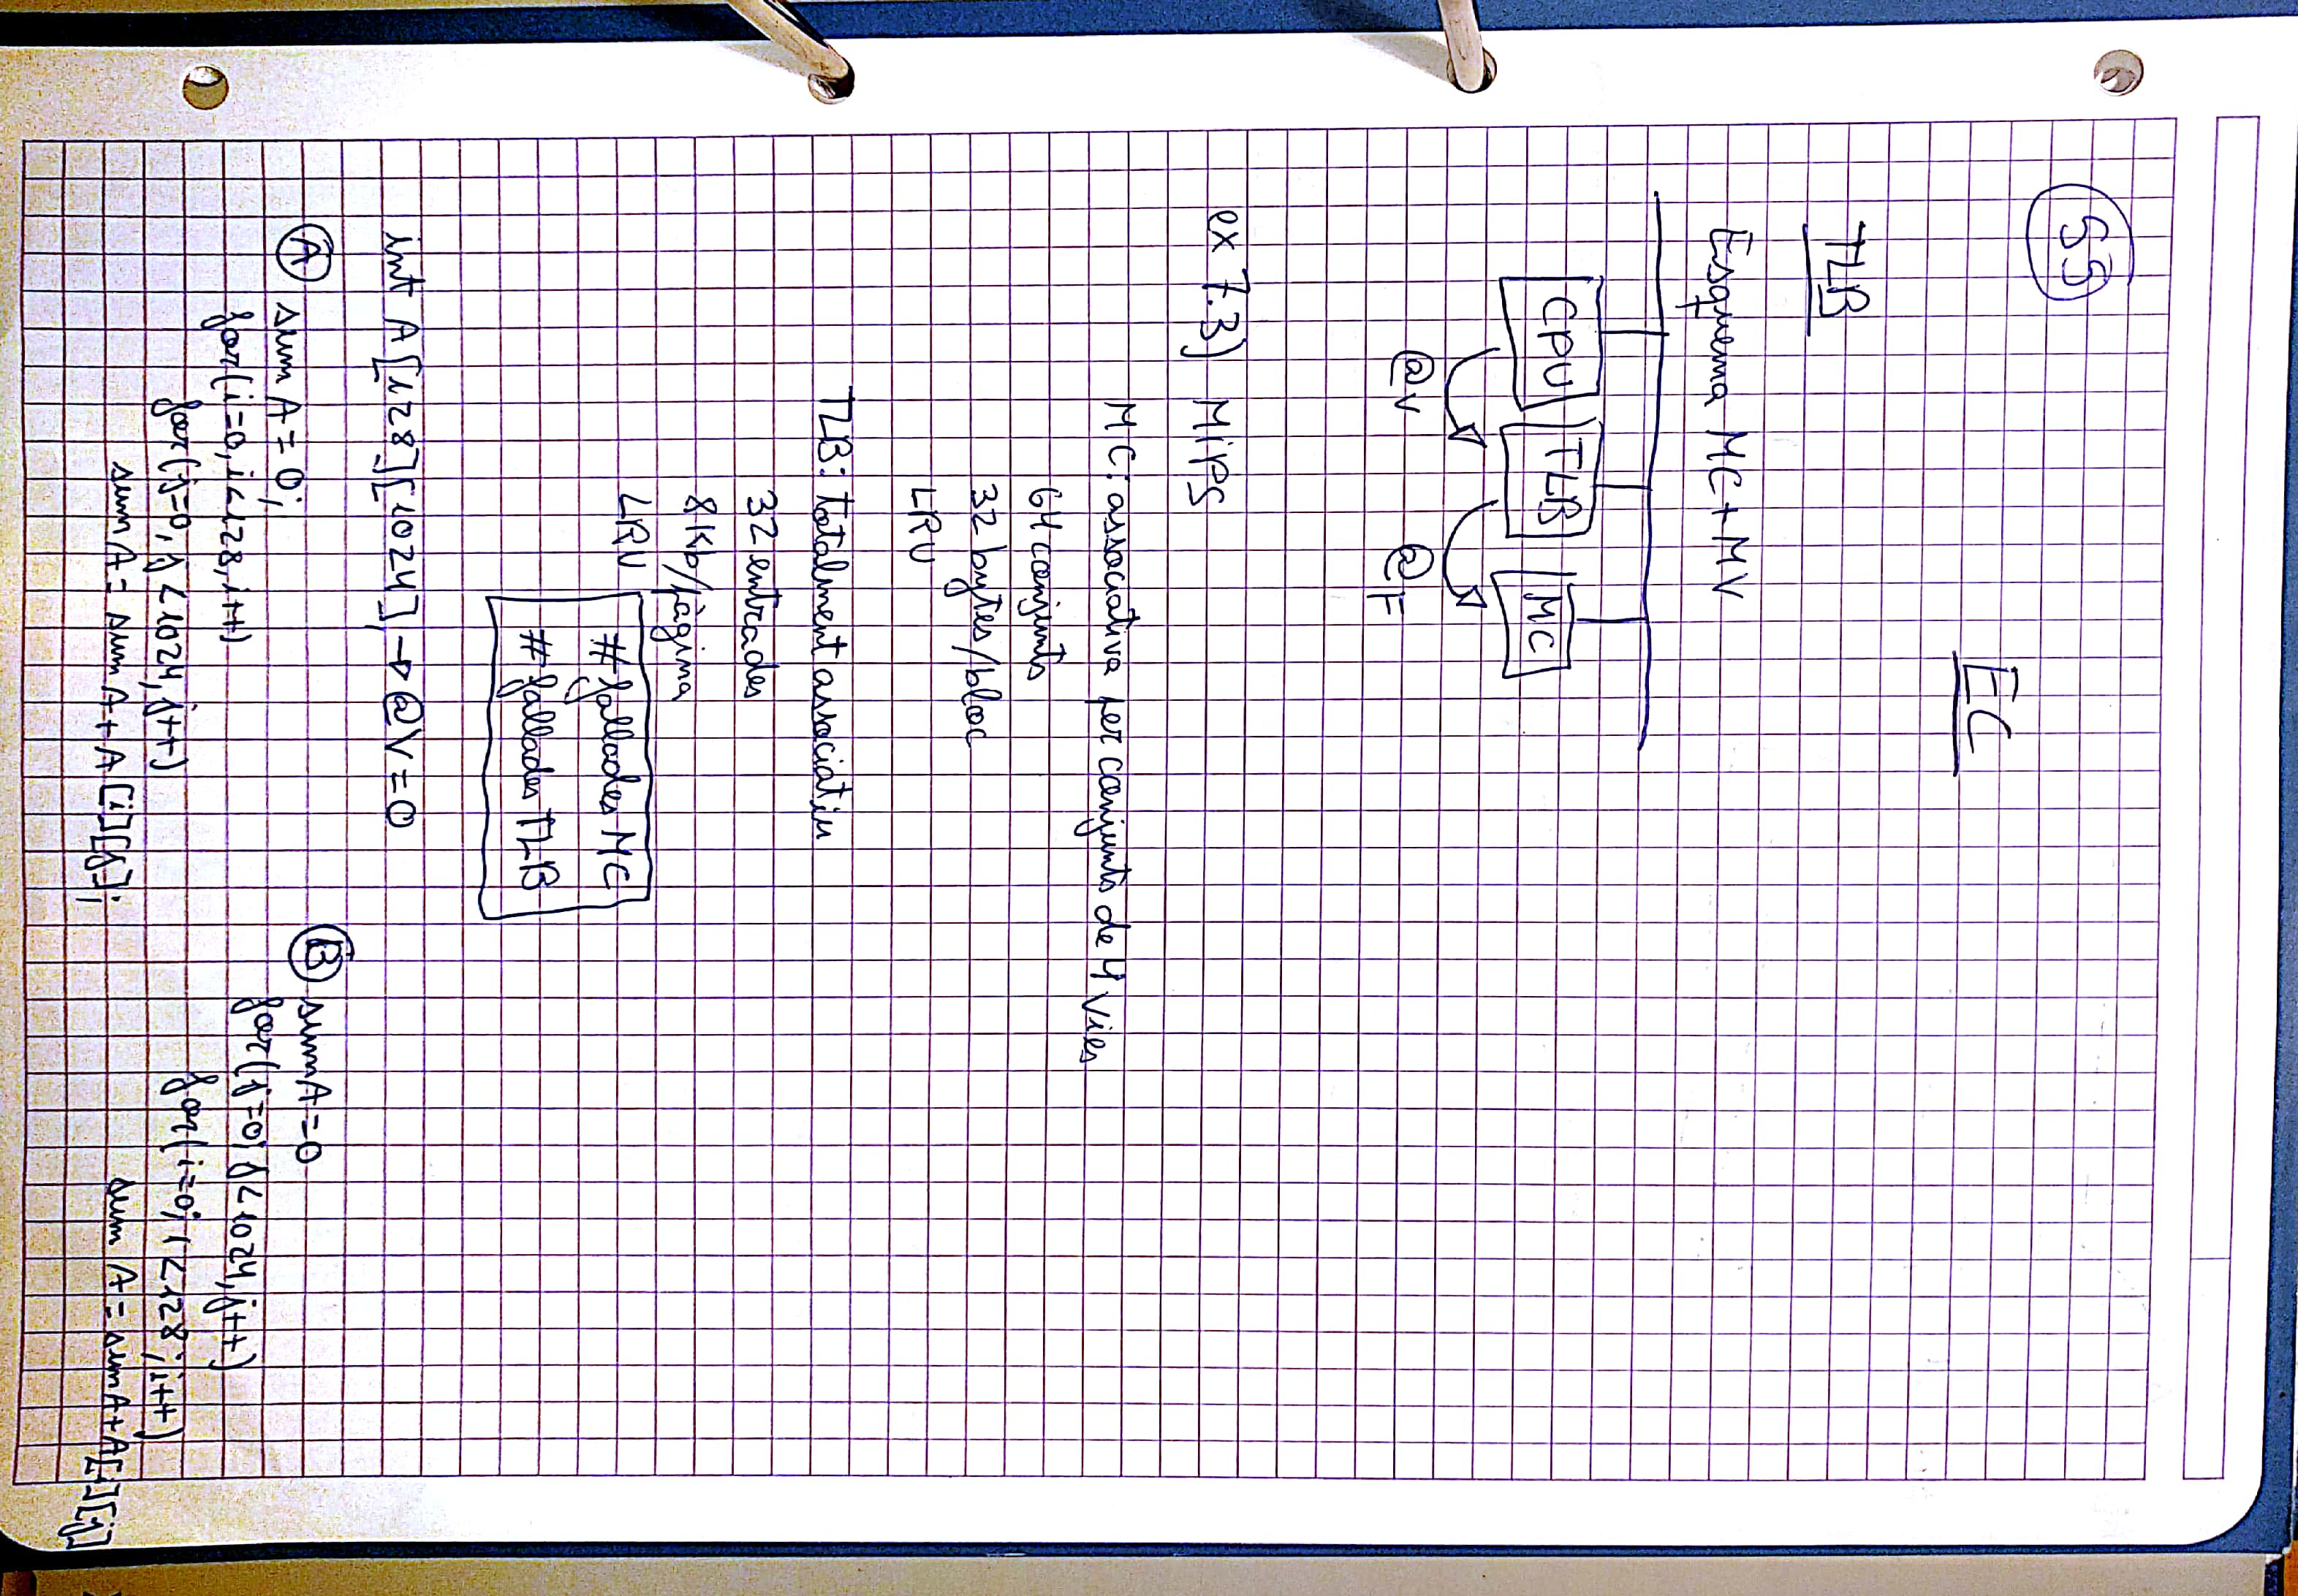 55
EC
TLB
Esquema MC + MV
CPU TLB MC
@V @F
ex 7.3) MiPS
MC: associativa per conjunts de 4 vies
64 conjunts
32 bytes/bloc
LRU
TLB: totalment associatiu
32 entrades
8 Kb/pàgina
LRU
# fallades MC
# fallades TLB
int A[128][1024], → @V = 0
A
sum A = 0;
for(i=0, i<128, i++)
for(j=0, j<1024, j++)
sum A = sum A + A[i][j];
B
sumA = 0
for(j=0; j<1024, j++)
for(i=0; i<128; i++)
sum A = sumA + A[i][j]